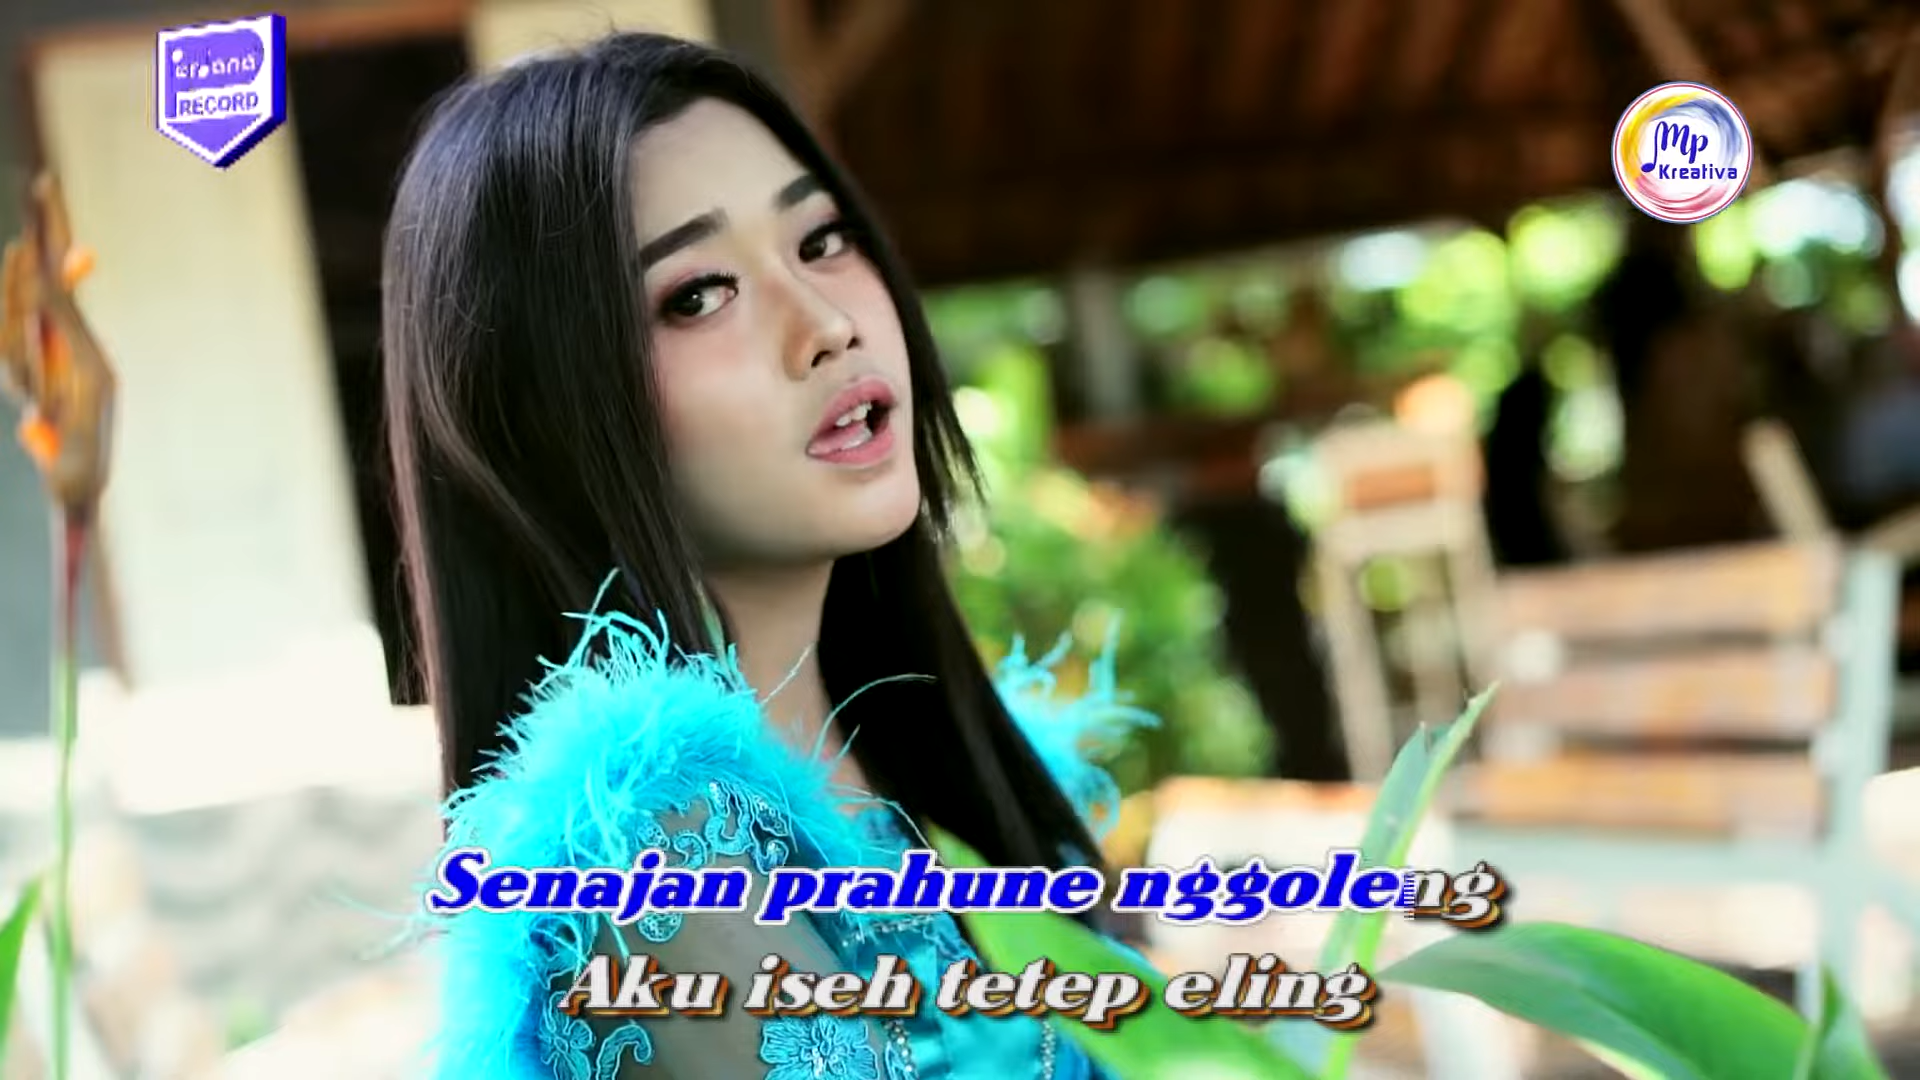 RECORD
Mp
Kreativa
Senajan prahune nggoleng
Aku iseh tetep eling